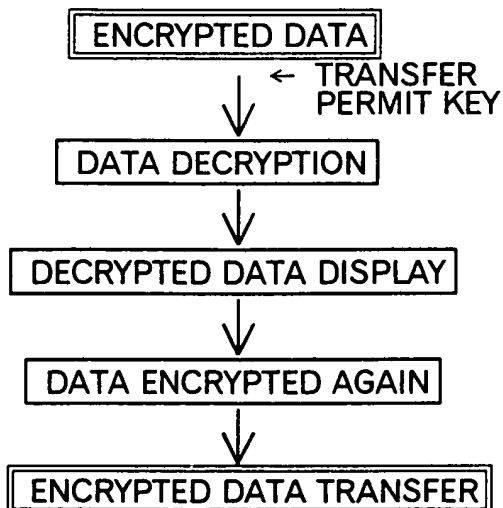 ENCRYPTED DATA
← TRANSFER
PERMIT KEY
DATA DECRYPTION
DECRYPTED DATA DISPLAY
DATA ENCRYPTED AGAIN
ENCRYPTED DATA TRANSFER